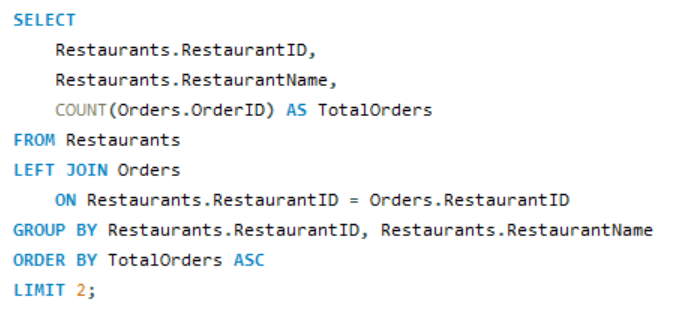 SELECT
    Restaurants.RestaurantID,
    Restaurants.RestaurantName,
    COUNT(Orders.OrderID) AS TotalOrders
FROM Restaurants
LEFT JOIN Orders
    ON Restaurants.RestaurantID = Orders.RestaurantID
GROUP BY Restaurants.RestaurantID, Restaurants.RestaurantName
ORDER BY TotalOrders ASC
LIMIT 2;